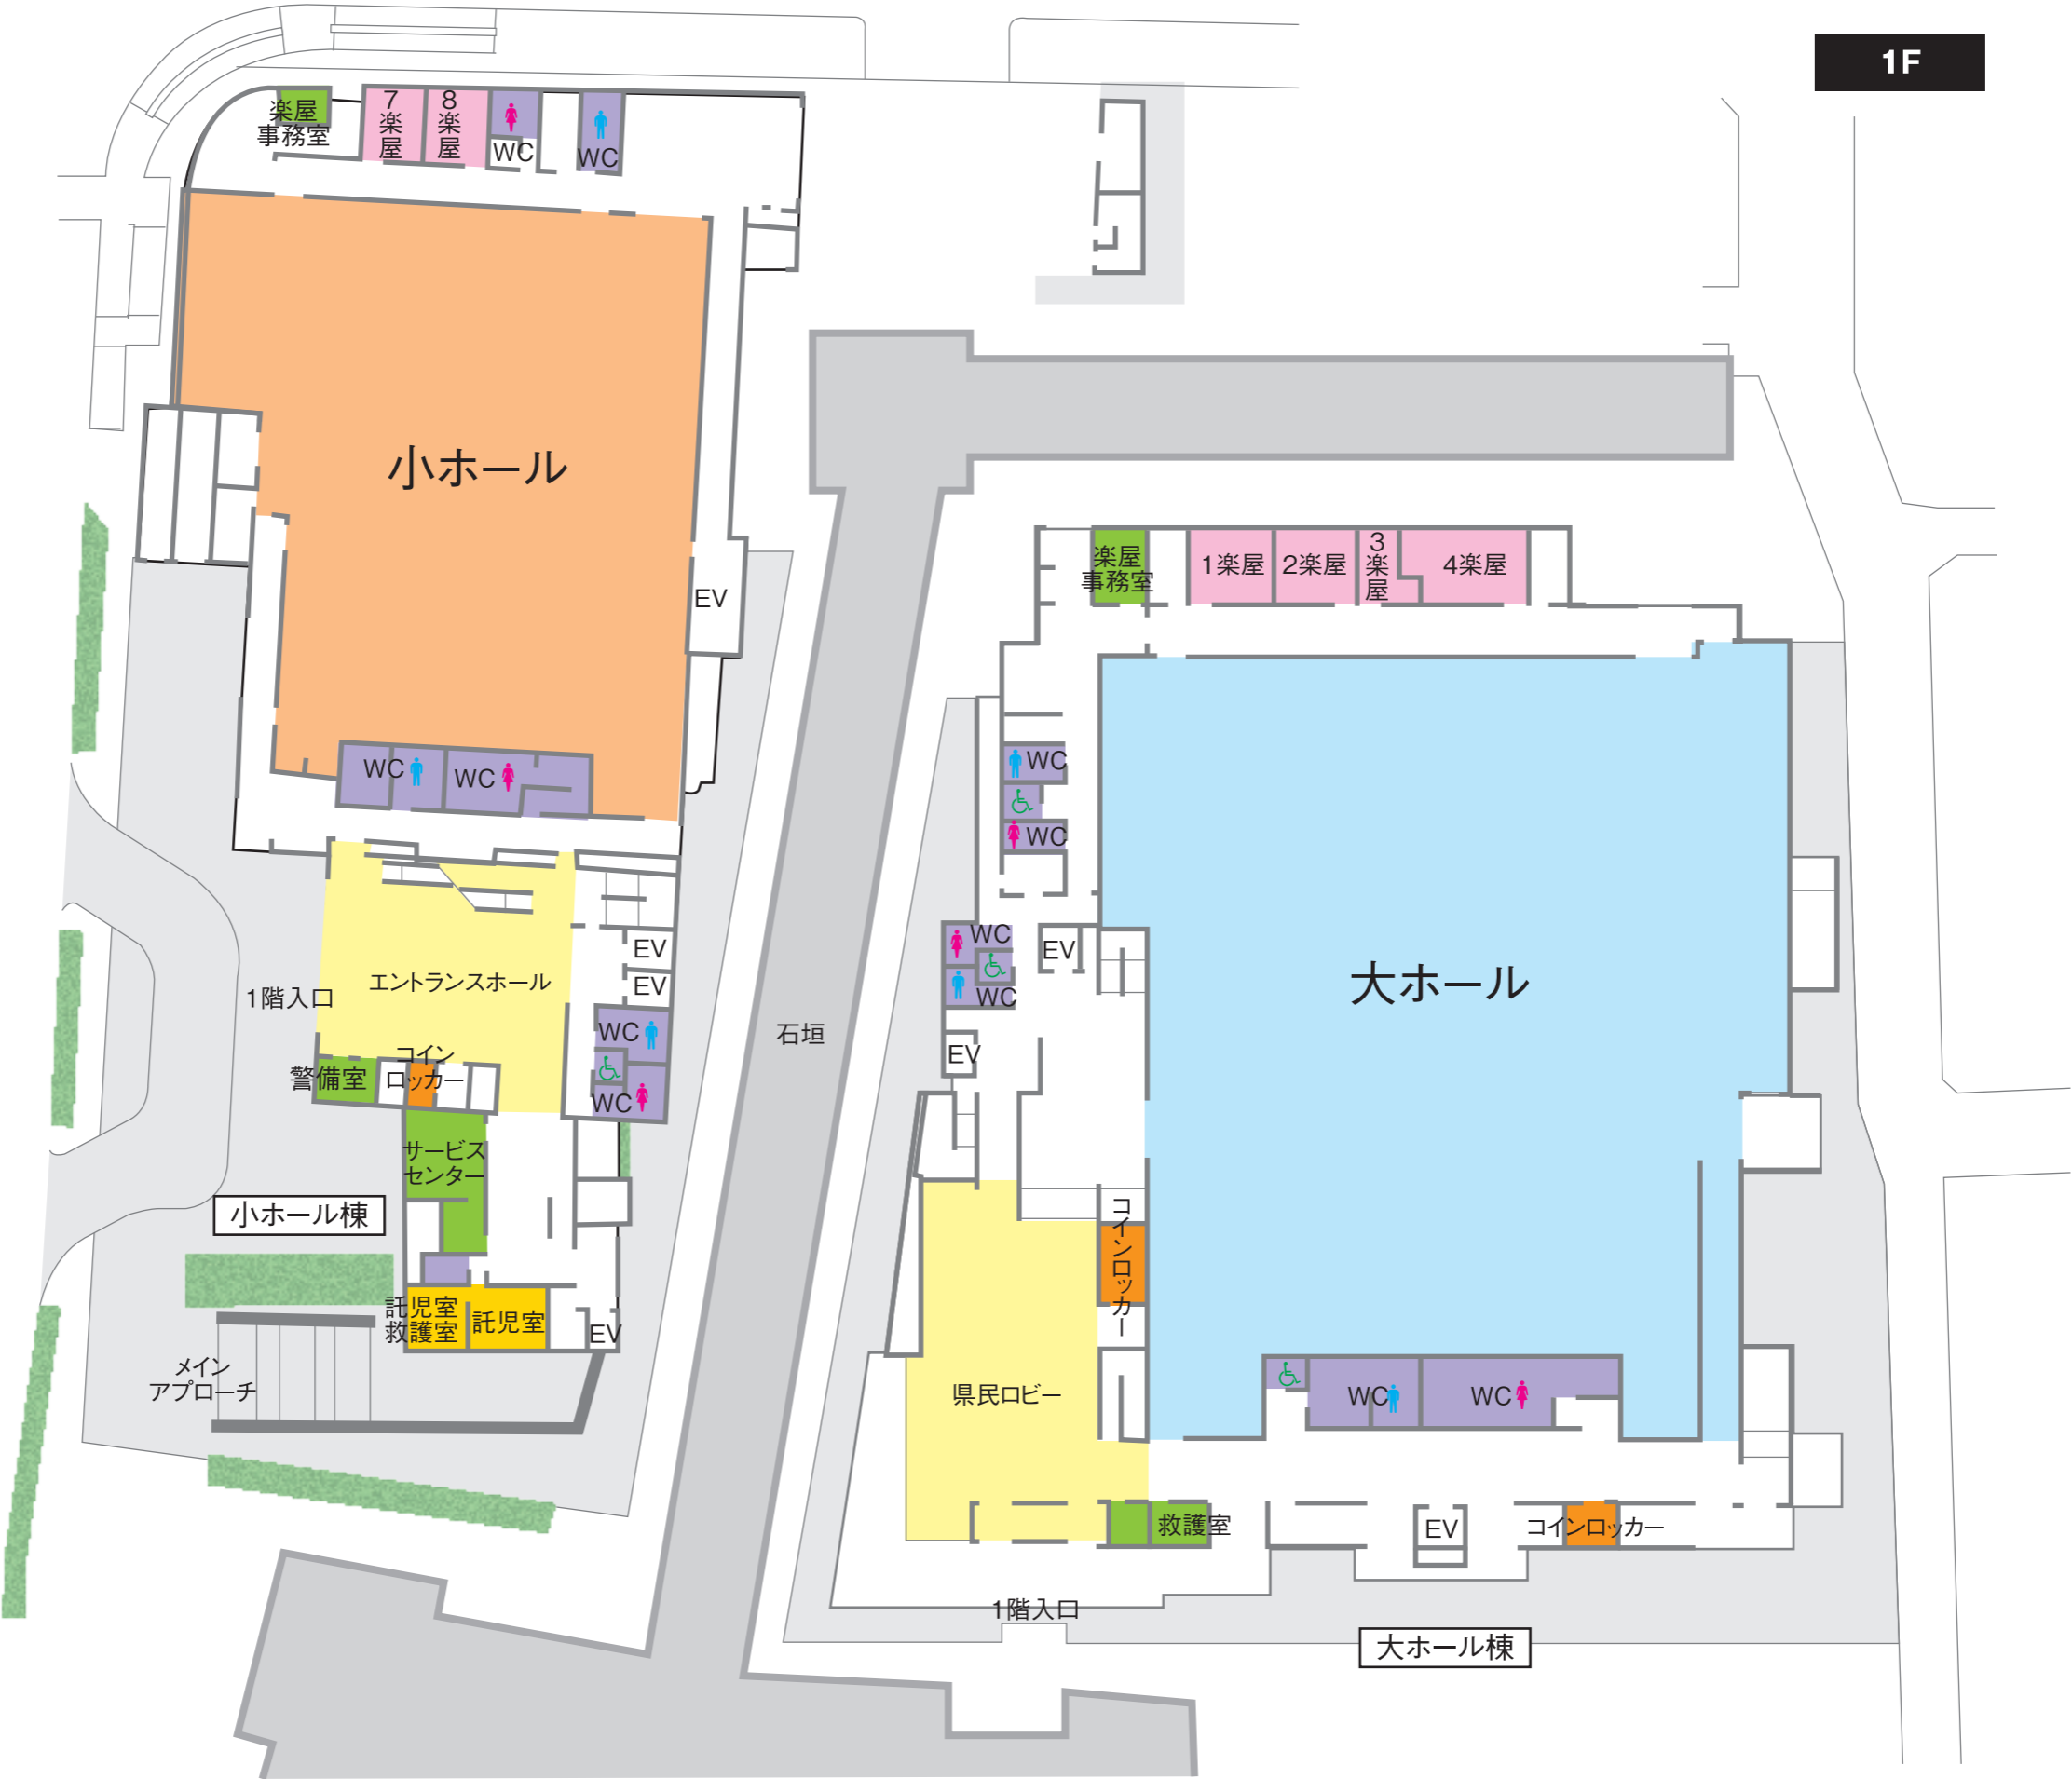 1F
楽屋
事務室
7楽屋
8楽屋
WC
WC
小ホール
EV
WC
WC
エントランスホール
1階入口
EV
EV
WC
WC
警備室
コイン
ロッカー
サービス
センター
小ホール棟
託児室
救護室
託児室
EV
メイン
アプローチ
石垣
楽屋
事務室
1楽屋
2楽屋
3楽屋
4楽屋
WC
WC
WC
WC
EV
EV
大ホール
コインロッカー
県民ロビー
WC
WC
救護室
EV
コインロッカー
1階入口
大ホール棟